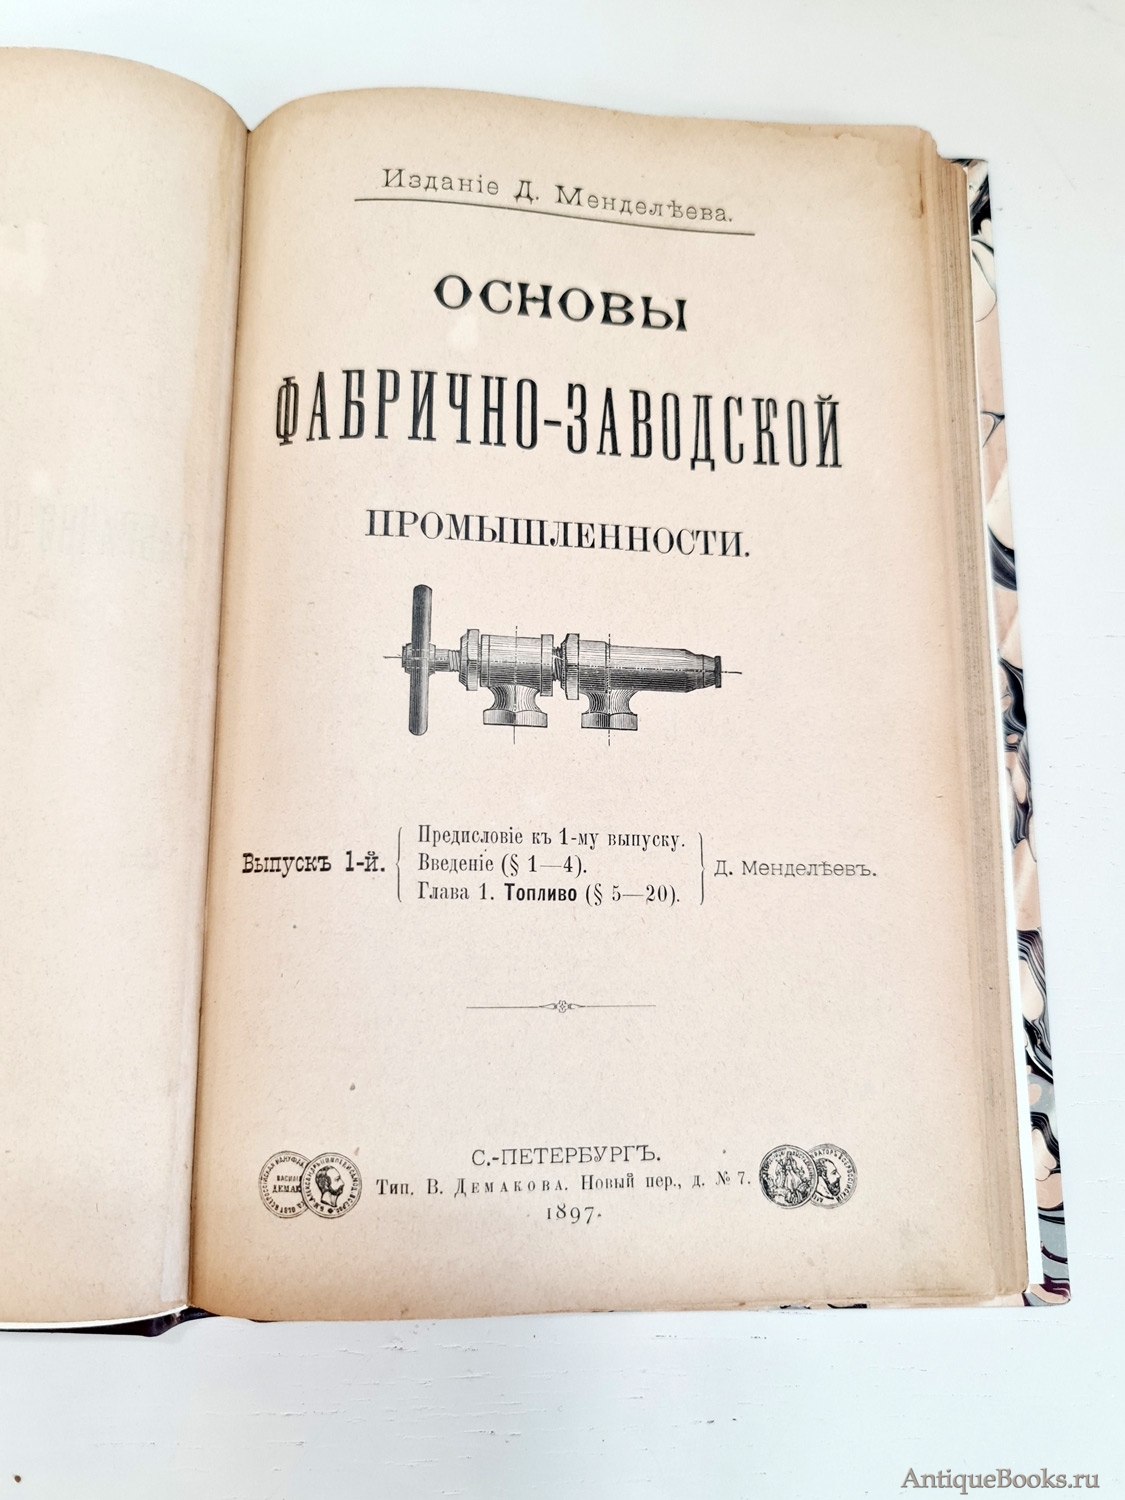 Изданіе Д. Менделѣева.
ОСНОВЫ
ФАБРИЧНО-ЗАВОДСКОЙ
ПРОМЫШЛЕННОСТИ.
Выпускъ 1-й.
Предисловіе къ 1-му выпуску.
Введеніе (§ 1—4).
Глава 1. Топливо (§ 5—20).
Д. Менделѣевъ.
С.-ПЕТЕРБУРГЪ.
Тип. В. Демакова. Новый пер., д. № 7.
1897.
AntiqueBooks.ru